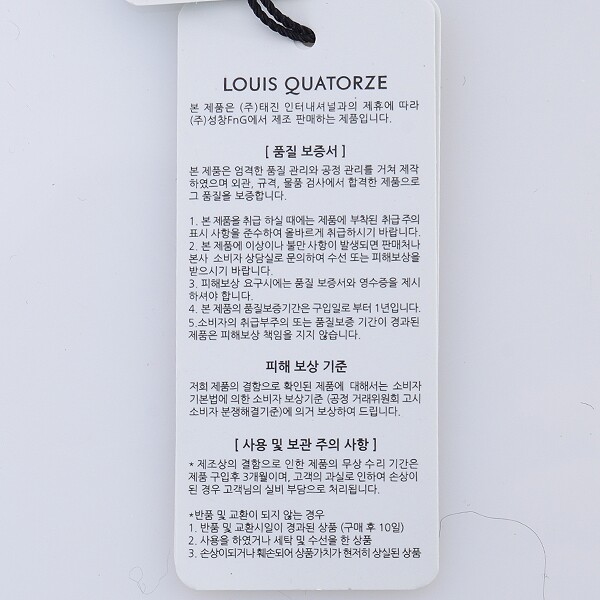 LOUIS QUATORZE
본 제품은 (주)태진 인터내셔널과의 제휴에 따라
(주)성창FnG에서 제조 판매하는 제품입니다.
[ 품질 보증서 ]
본 제품은 엄격한 품질 관리와 공정 관리를 거쳐 제작
하였으며 외관, 규격, 물품 검사에서 합격한 제품으로
그 품질을 보증합니다.
1. 본 제품을 취급 하실 때에는 제품에 부착된 취급 주의
표시 사항을 준수하여 올바르게 취급하시기 바랍니다.
2. 본 제품에 이상이나 불만 사항이 발생되면 판매처나
본사 소비자 상담실로 문의하여 수선 또는 피해보상을
받으시기 바랍니다.
3. 피해보상 요구시에는 품질 보증서와 영수증을 제시
하셔야 합니다.
4. 본 제품의 품질보증기간은 구입일로 부터 1년입니다.
5.소비자의 취급부주의 또는 품질보증 기간이 경과된
제품은 피해보상 책임을 지지 않습니다.
피해 보상 기준
저희 제품의 결함으로 확인된 제품에 대해서는 소비자
기본법에 의한 소비자 보상기준 (공정 거래위원회 고시
소비자 분쟁해결기준)에 의거 보상하여 드립니다.
[ 사용 및 보관 주의 사항 ]
* 제조상의 결함으로 인한 제품의 무상 수리 기간은
제품 구입후 3개월이며, 고객의 과실로 인하여 손상이
된 경우 고객님의 실비 부담으로 처리됩니다.
*반품 및 교환이 되지 않는 경우
1. 반품 및 교환시일이 경과된 상품 (구매 후 10일)
2. 사용을 하였거나 세탁 및 수선을 한 상품
3. 손상이되거나 훼손되어 상품가치가 현저히 상실된 상품